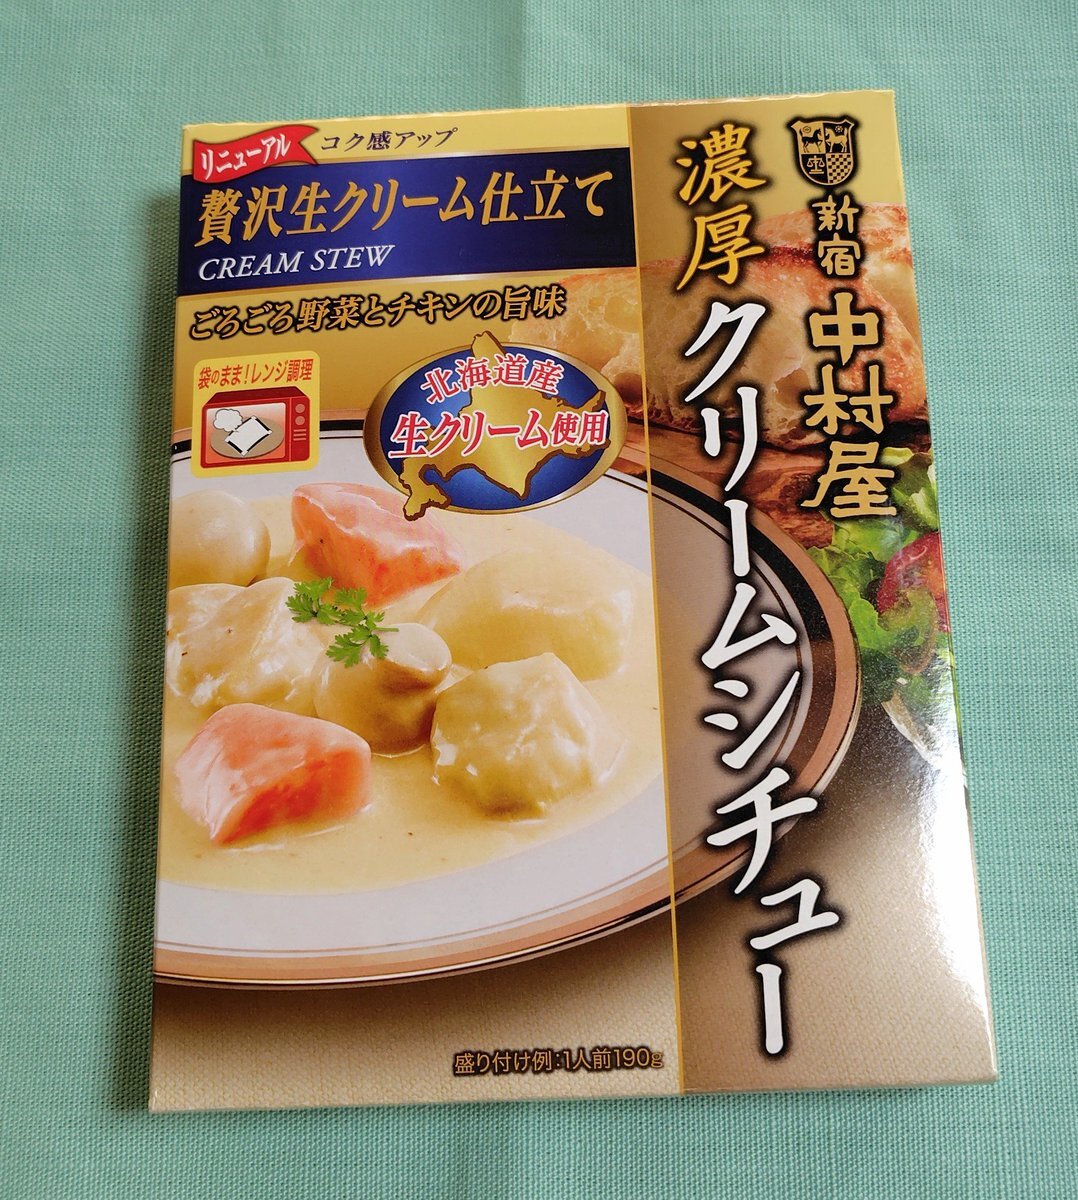 リニューアル
コク感アップ
贅沢生クリーム仕立て
CREAM STEW
ごろごろ野菜とチキンの旨味
袋のまま!レンジ調理
北海道産
生クリーム使用
新宿
中村屋
濃厚
クリームシチュー
盛り付け例:1人前190g